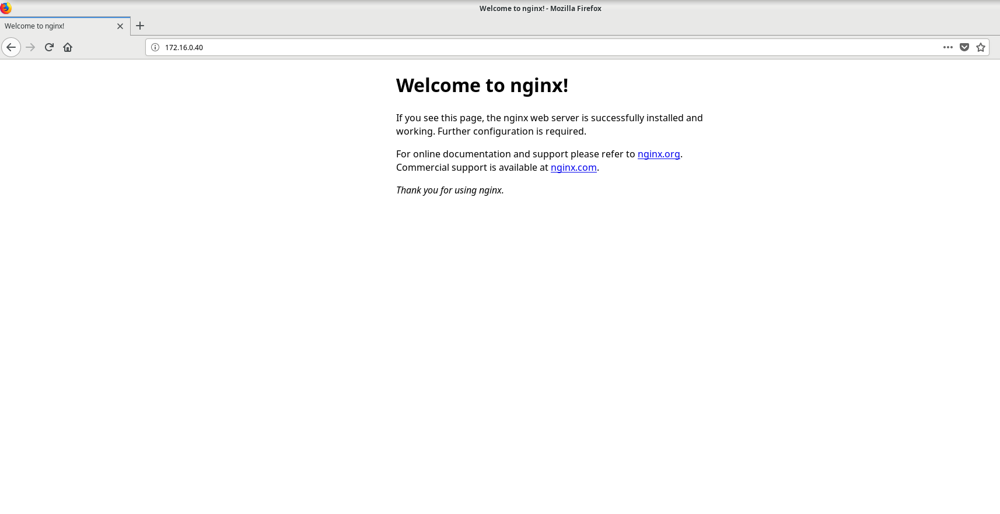 Welcome to nginx! - Mozilla Firefox
Welcome to nginx!
172.16.0.40
Welcome to nginx!
If you see this page, the nginx web server is successfully installed and
working. Further configuration is required.
For online documentation and support please refer to nginx.org.
Commercial support is available at nginx.com.
Thank you for using nginx.